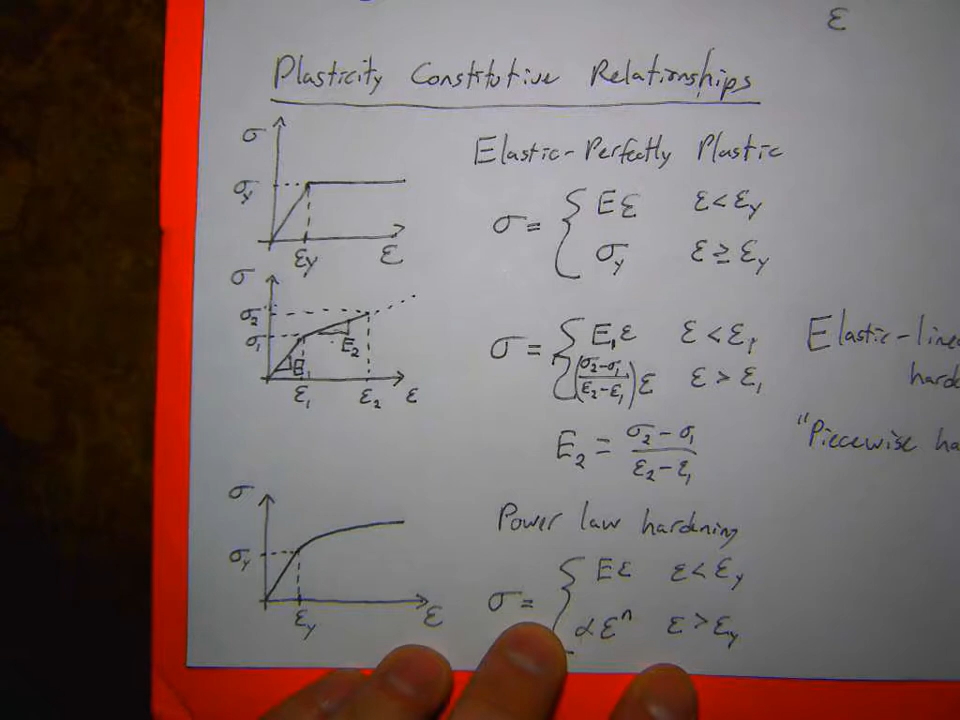 ε
Plasticity Constitutive Relationships
σ
σy
εy ε
Elastic-Perfectly Plastic
σ = { Eε ε < εy
σy ε ≥ εy
σ
σ2
σ1
E1
E2
ε1 ε2 ε
σ = { E1ε ε < ε1
((σ2-σ1)/(ε2-ε1))ε ε > ε1
E2 = (σ2-σ1)/(ε2-ε1)
Elastic-line
hard
"Piecewise ha
σ
σy
εy ε
Power law hardening
σ = { Eε ε < εy
αε^n ε > εy